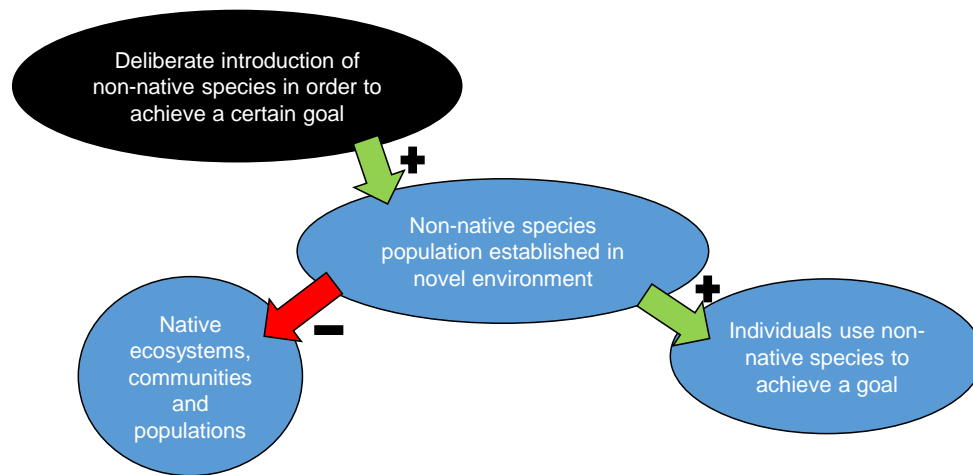 Deliberate introduction of
non-native species in order to
achieve a certain goal
+
Non-native species
population established in
novel environment
+
−
Native
ecosystems,
communities
and
populations
Individuals use non-
native species to
achieve a goal